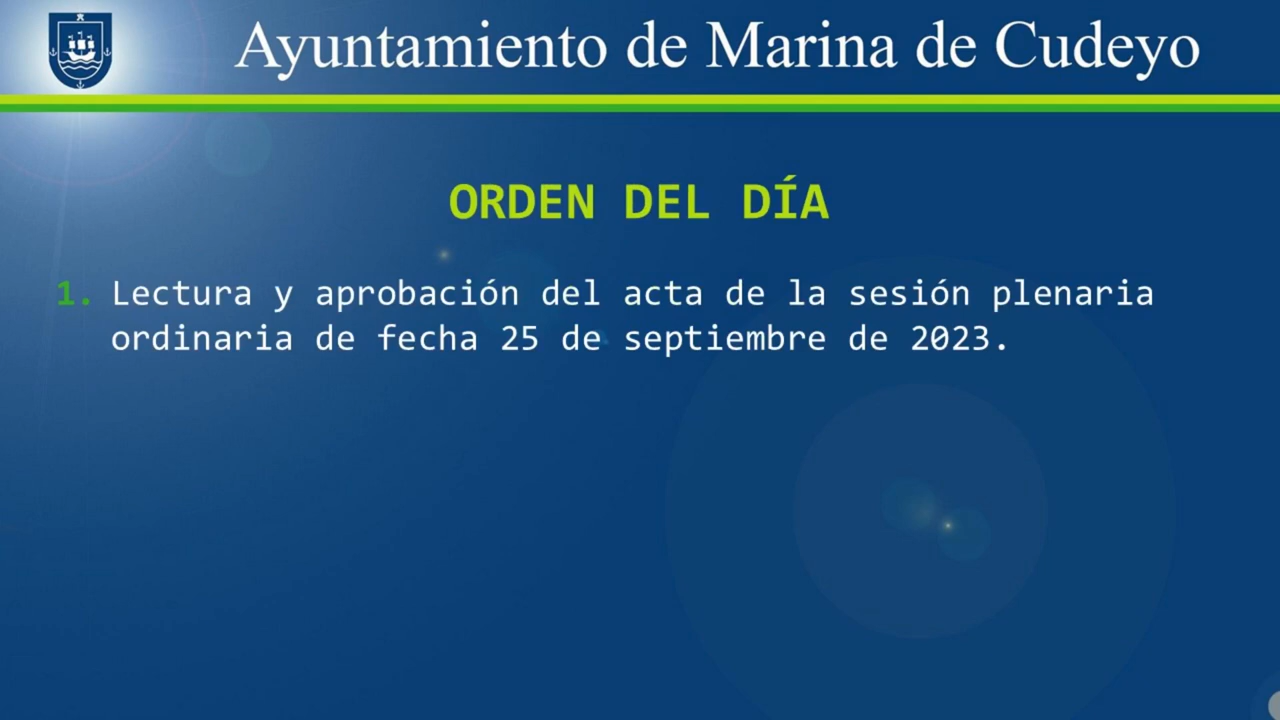 Ayuntamiento de Marina de Cudeyo
ORDEN DEL DÍA
1. Lectura y aprobación del acta de la sesión plenaria
ordinaria de fecha 25 de septiembre de 2023.